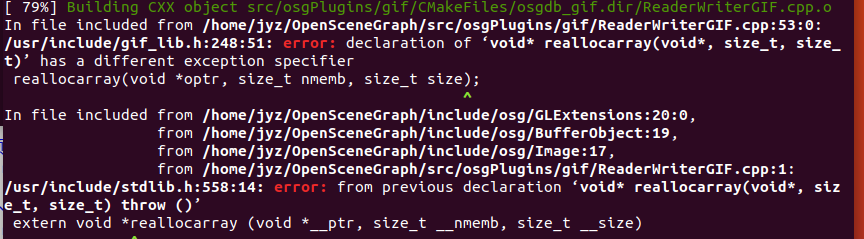 [ 79%] Building CXX object src/osgPlugins/gif/CMakeFiles/osgdb_gif.dir/ReaderWriterGIF.cpp.o
In file included from /home/jyz/OpenSceneGraph/src/osgPlugins/gif/ReaderWriterGIF.cpp:53:0:
/usr/include/gif_lib.h:248:51: error: declaration of ‘void* reallocarray(void*, size_t, size_
t)’ has a different exception specifier
 reallocarray(void *optr, size_t nmemb, size_t size);
                                                   ^
In file included from /home/jyz/OpenSceneGraph/include/osg/GLExtensions:20:0,
                 from /home/jyz/OpenSceneGraph/include/osg/BufferObject:19,
                 from /home/jyz/OpenSceneGraph/include/osg/Image:17,
                 from /home/jyz/OpenSceneGraph/src/osgPlugins/gif/ReaderWriterGIF.cpp:1:
/usr/include/stdlib.h:558:14: error: from previous declaration ‘void* reallocarray(void*, siz
e_t, size_t) throw ()’
 extern void *reallocarray (void *__ptr, size_t __nmemb, size_t __size)
              ^